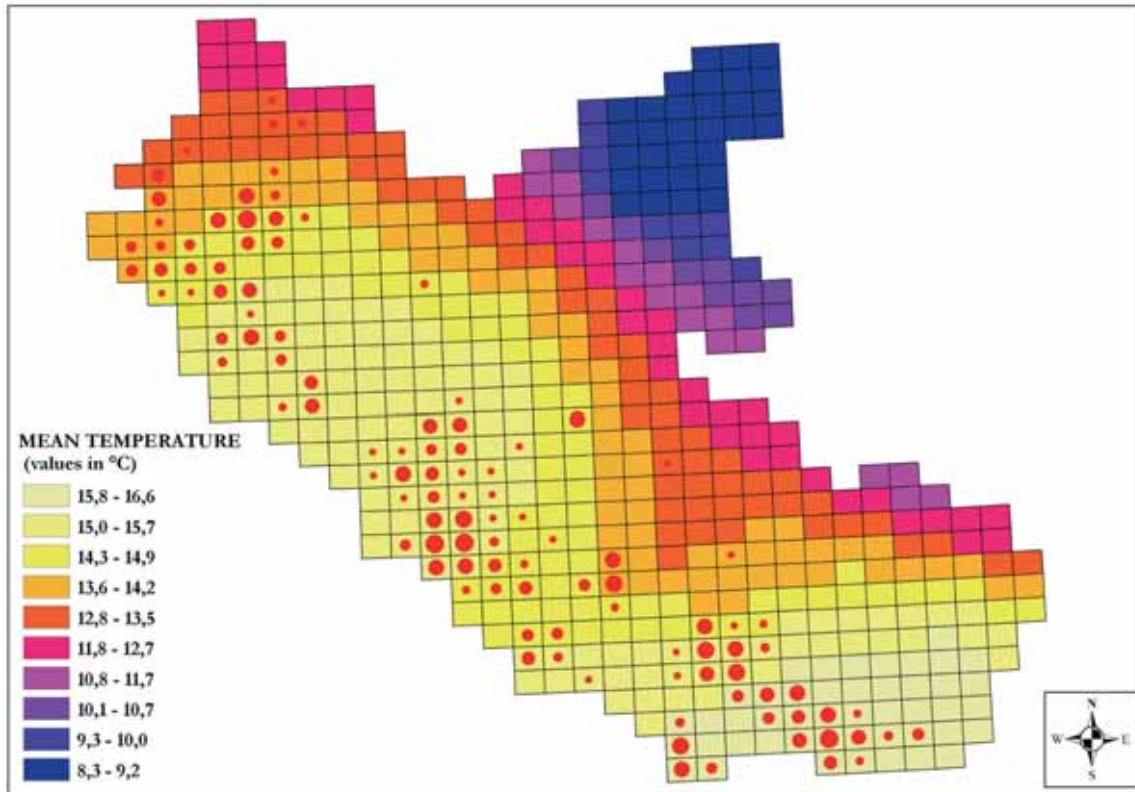 MEAN TEMPERATURE
(values in °C)
15,8 - 16,6
15,0 - 15,7
14,3 - 14,9
13,6 - 14,2
12,8 - 13,5
11,8 - 12,7
10,8 - 11,7
10,1 - 10,7
9,3 - 10,0
8,3 - 9,2
N
W E
S